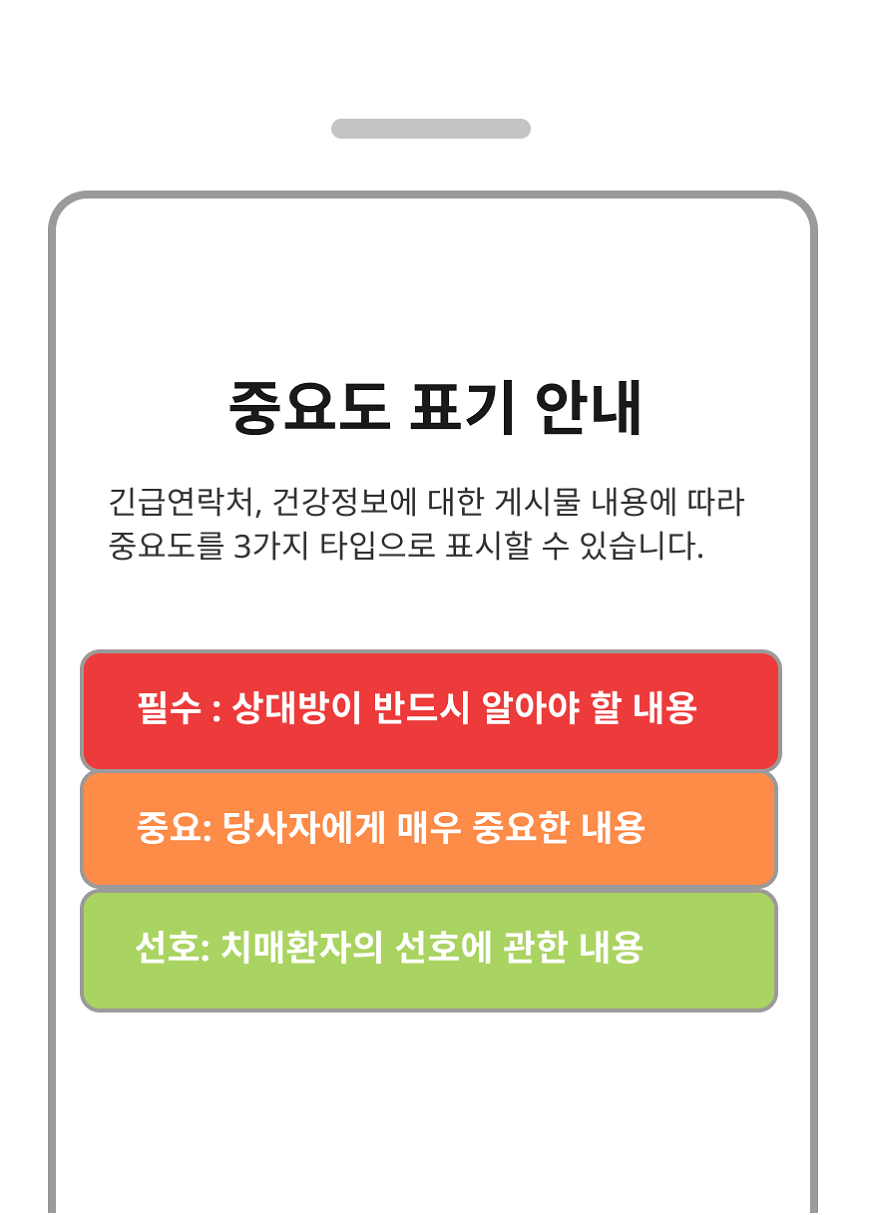 중요도 표기 안내
긴급연락처, 건강정보에 대한 게시물 내용에 따라
중요도를 3가지 타입으로 표시할 수 있습니다.
필수 : 상대방이 반드시 알아야 할 내용
중요: 당사자에게 매우 중요한 내용
선호: 치매환자의 선호에 관한 내용